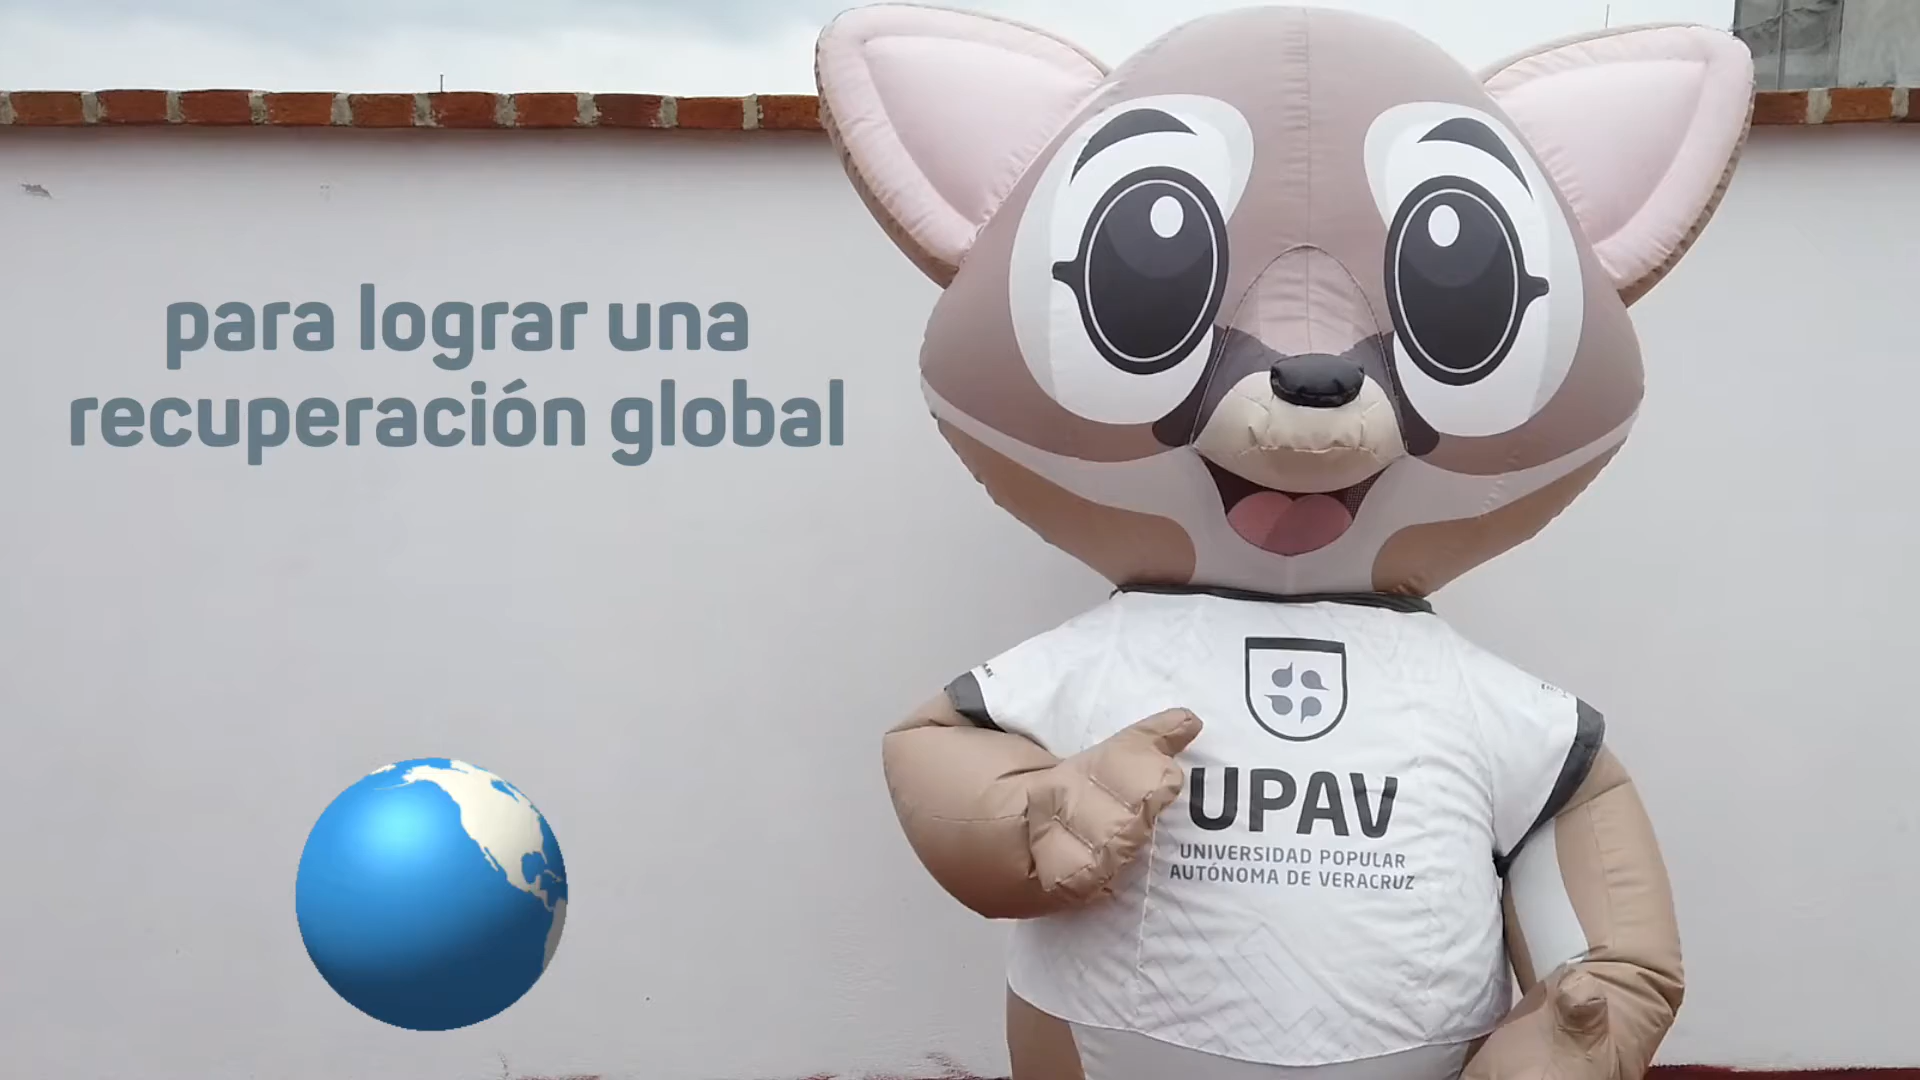 para lograr una
recuperación global
UPAV
UNIVERSIDAD POPULAR
AUTÓNOMA DE VERACRUZ